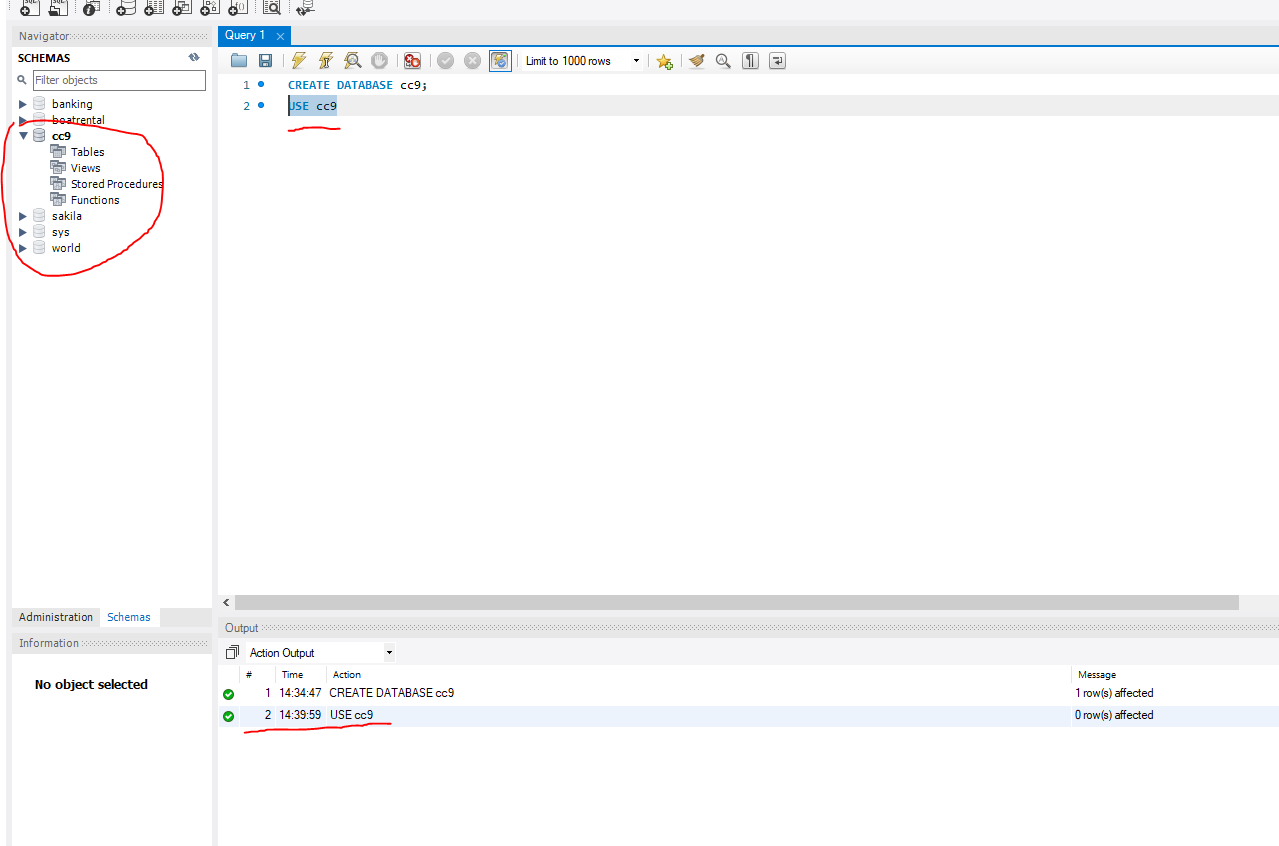 Navigator
Query 1
SCHEMAS
Filter objects
Limit to 1000 rows
banking
boatrental
cc9
Tables
Views
Stored Procedures
Functions
sakila
sys
world
1 CREATE DATABASE cc9;
2 USE cc9
Administration Schemas
Information
No object selected
Output
Action Output
# Time Action Message
1 14:34:47 CREATE DATABASE cc9 1 row(s) affected
2 14:39:59 USE cc9 0 row(s) affected